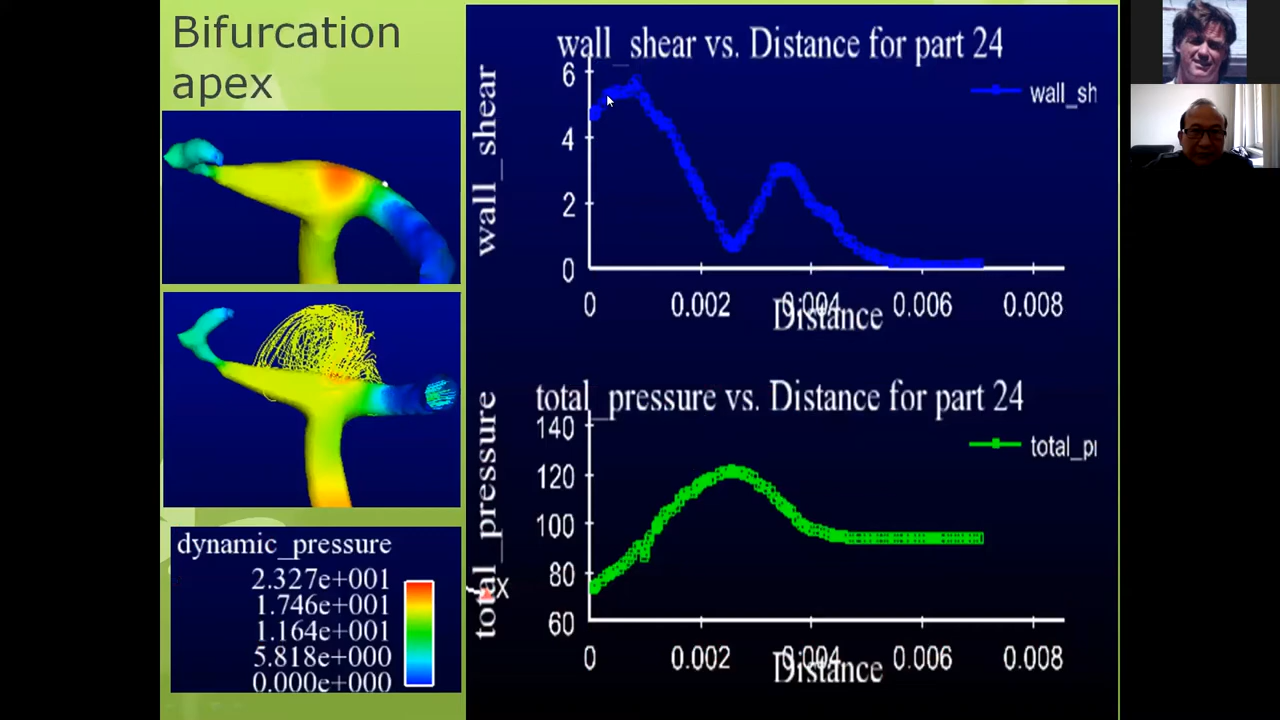 Bifurcation
apex
dynamic_pressure
2.327e+001
1.746e+001
1.164e+001
5.818e+000
0.000e+000
wall_shear vs. Distance for part 24
wall_sh
wall_shear
6
4
2
0
0 0.002 0.004 0.006 0.008
Distance
total_pressure vs. Distance for part 24
total_p
total_pressure
140
120
100
80
60
X
0 0.002 0.004 0.006 0.008
Distance